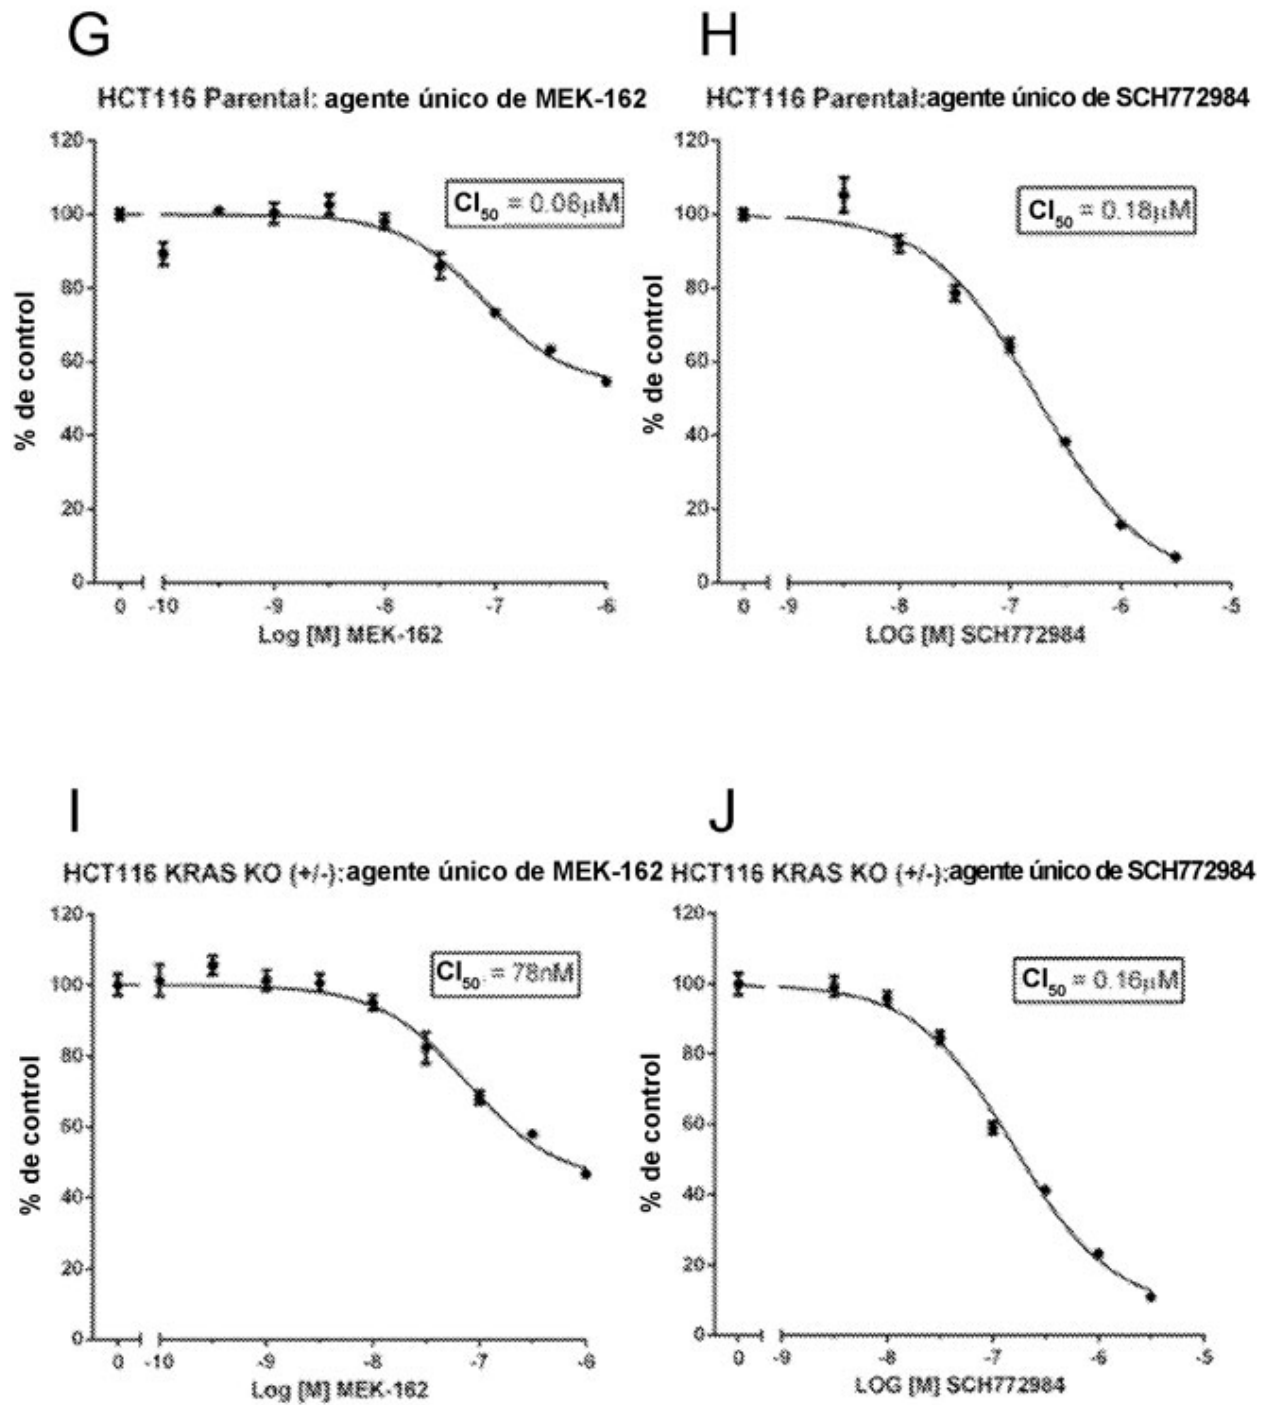 G
HCT116 Parental: agente único de MEK-162
CI50 = 0.08µM
% de control
120
100
80
60
40
20
0
0 -10 -9 -8 -7 -6
Log [M] MEK-162
H
HCT116 Parental:agente único de SCH772984
CI50 = 0.18µM
% de control
120
100
80
60
40
20
0
0 -9 -8 -7 -6 -5
LOG [M] SCH772984
I
HCT116 KRAS KO (+/-):agente único de MEK-162
CI50 = 78nM
% de control
120
100
80
60
40
20
0
0 -10 -9 -8 -7 -6
Log [M] MEK-162
J
HCT116 KRAS KO (+/-):agente único de SCH772984
CI50 = 0.16µM
% de control
120
100
80
60
40
20
0
0 -9 -8 -7 -6 -5
LOG [M] SCH772984